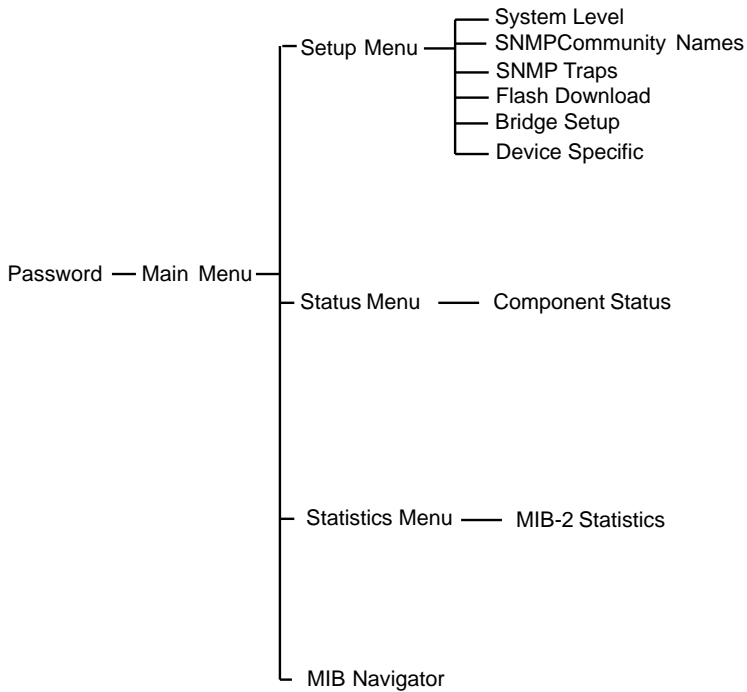 System Level
Setup Menu
SNMPCommunity Names
SNMP Traps
Flash Download
Bridge Setup
Device Specific
Password
Main Menu
Status Menu
Component Status
Statistics Menu
MIB-2 Statistics
MIB Navigator